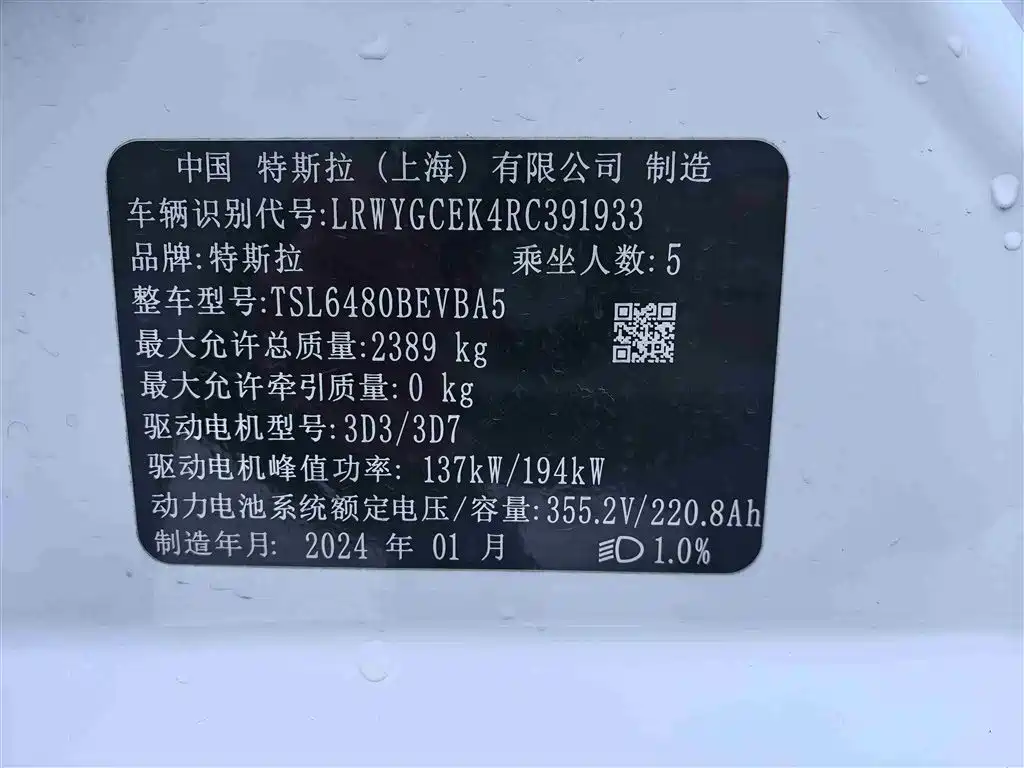 中国 特斯拉 (上海) 有限公司 制造
车辆识别代号:LRWYGCEK4RC391933
品牌:特斯拉 乘坐人数:5
整车型号:TSL6480BEVBA5
最大允许总质量:2389 kg
最大允许牵引质量:0 kg
驱动电机型号:3D3/3D7
驱动电机峰值功率: 137kW/194kW
动力电池系统额定电压/容量:355.2V/220.8Ah
制造年月: 2024 年 01 月 1.0%